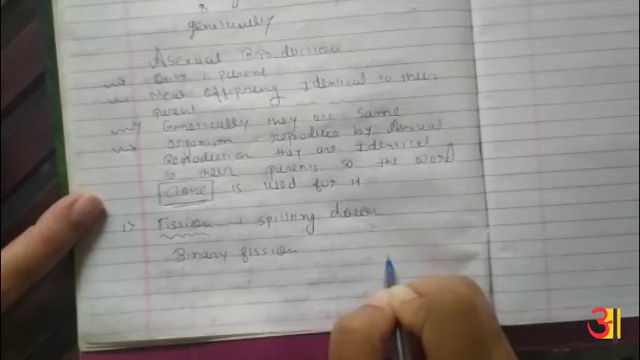 genetically
Asexual Reproduction
Only 1 parent
New offspring Identical to their
parent
Genetically they are same
organism reproduce by Asexual
Reproduction they are Identical
to their parents so the word
Clone is used for it
1> Fission → spliting down
Binary fission
अ॥